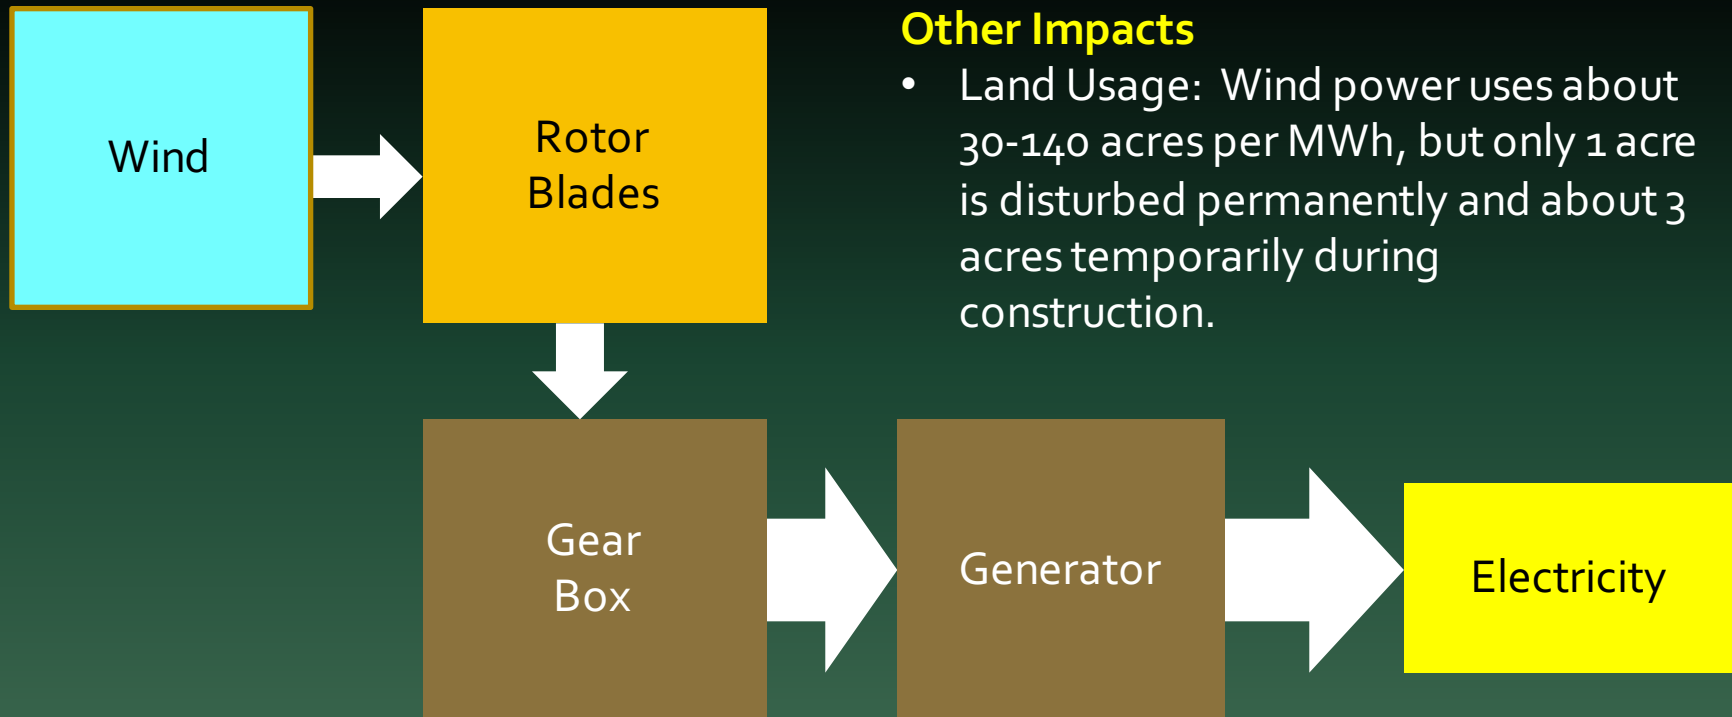 Wind
Rotor
Blades
Other Impacts
• Land Usage: Wind power uses about
30-140 acres per MWh, but only 1 acre
is disturbed permanently and about 3
acres temporarily during
construction.
Gear
Box
Generator
Electricity